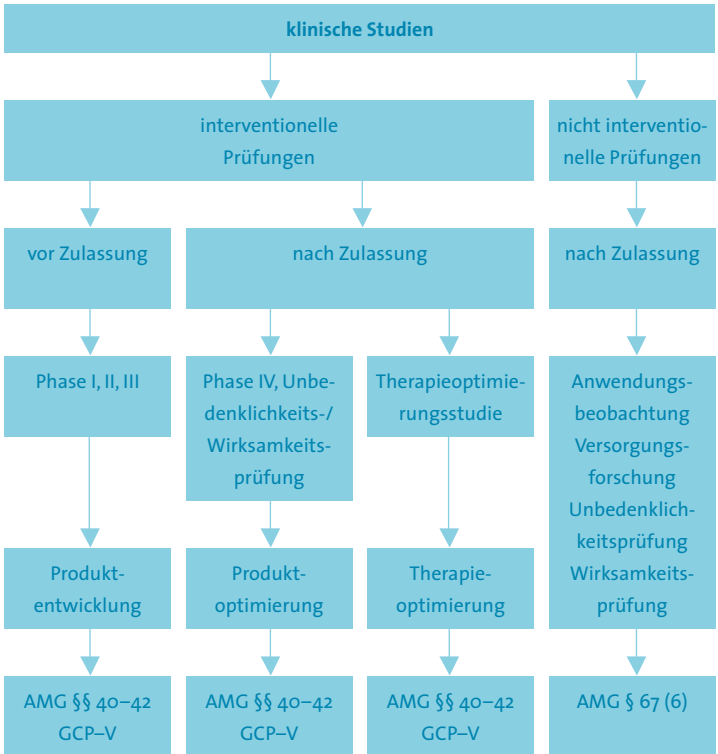 klinische Studien
interventionelle
Prüfungen
nicht interventio-
nelle Prüfungen
vor Zulassung
nach Zulassung
nach Zulassung
Phase I, II, III
Phase IV, Unbe-
denklichkeits-/
Wirksamkeits-
prüfung
Therapieoptimie-
rungsstudie
Anwendungs-
beobachtung
Versorgungs-
forschung
Unbedenklich-
keitsprüfung
Wirksamkeits-
prüfung
Produkt-
entwicklung
Produkt-
optimierung
Therapie-
optimierung
AMG §§ 40–42
GCP–V
AMG §§ 40–42
GCP–V
AMG §§ 40–42
GCP–V
AMG § 67 (6)